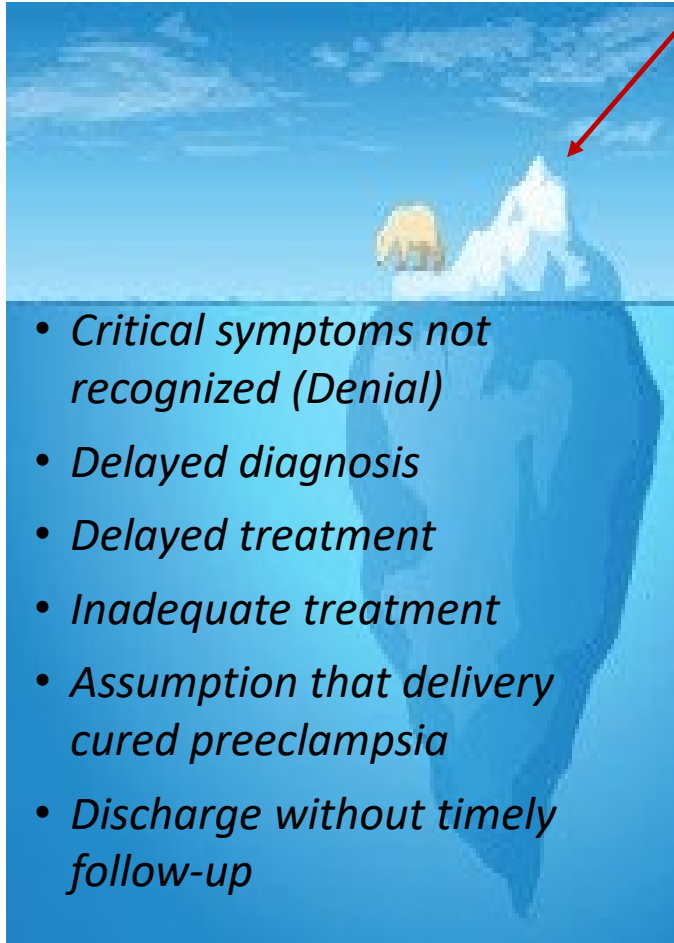 • Critical symptoms not
recognized (Denial)
• Delayed diagnosis
• Delayed treatment
• Inadequate treatment
• Assumption that delivery
cured preeclampsia
• Discharge without timely
follow-up